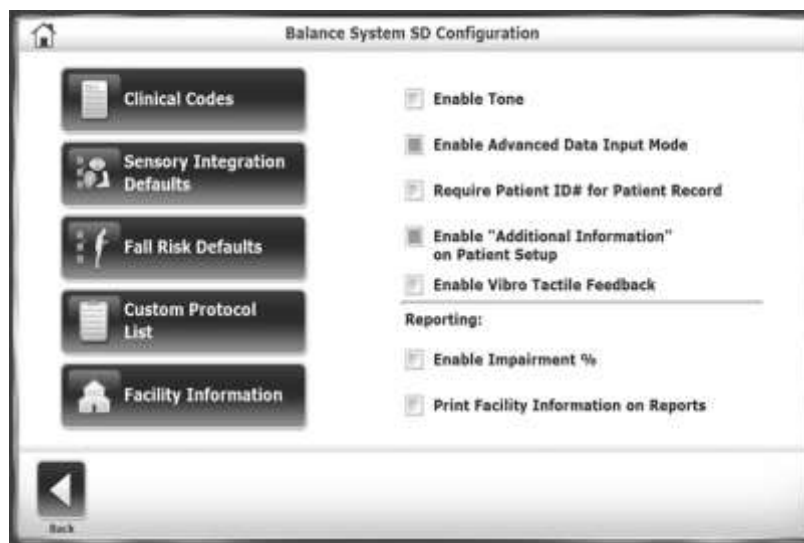 Balance System SD Configuration
Clinical Codes
Sensory Integration
Defaults
Fall Risk Defaults
Custom Protocol
List
Facility Information
Enable Tone
Enable Advanced Data Input Mode
Require Patient ID# for Patient Record
Enable "Additional Information"
on Patient Setup
Enable Vibro Tactile Feedback
Reporting:
Enable Impairment %
Print Facility Information on Reports
Back